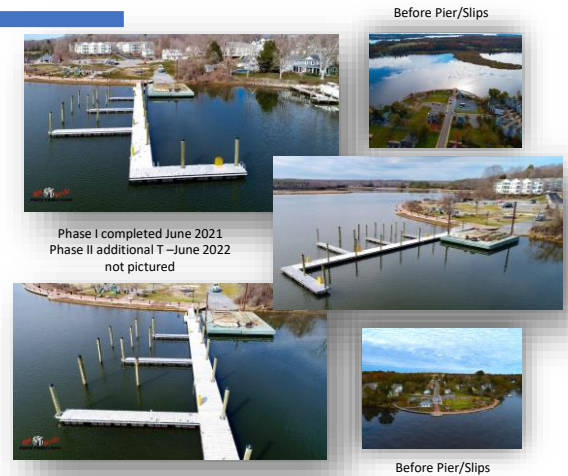 Before Pier/Slips
Phase I completed June 2021
Phase II additional T –June 2022
not pictured
Before Pier/Slips